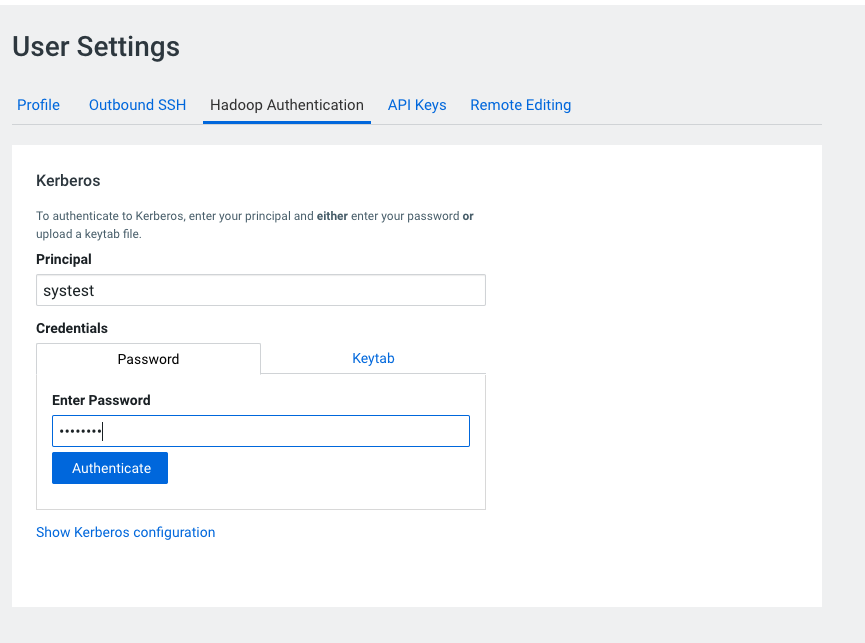 User Settings
Profile Outbound SSH Hadoop Authentication API Keys Remote Editing
Kerberos
To authenticate to Kerberos, enter your principal and either enter your password or
upload a keytab file.
Principal
systest
Credentials
Password Keytab
Enter Password
••••••••
Authenticate
Show Kerberos configuration